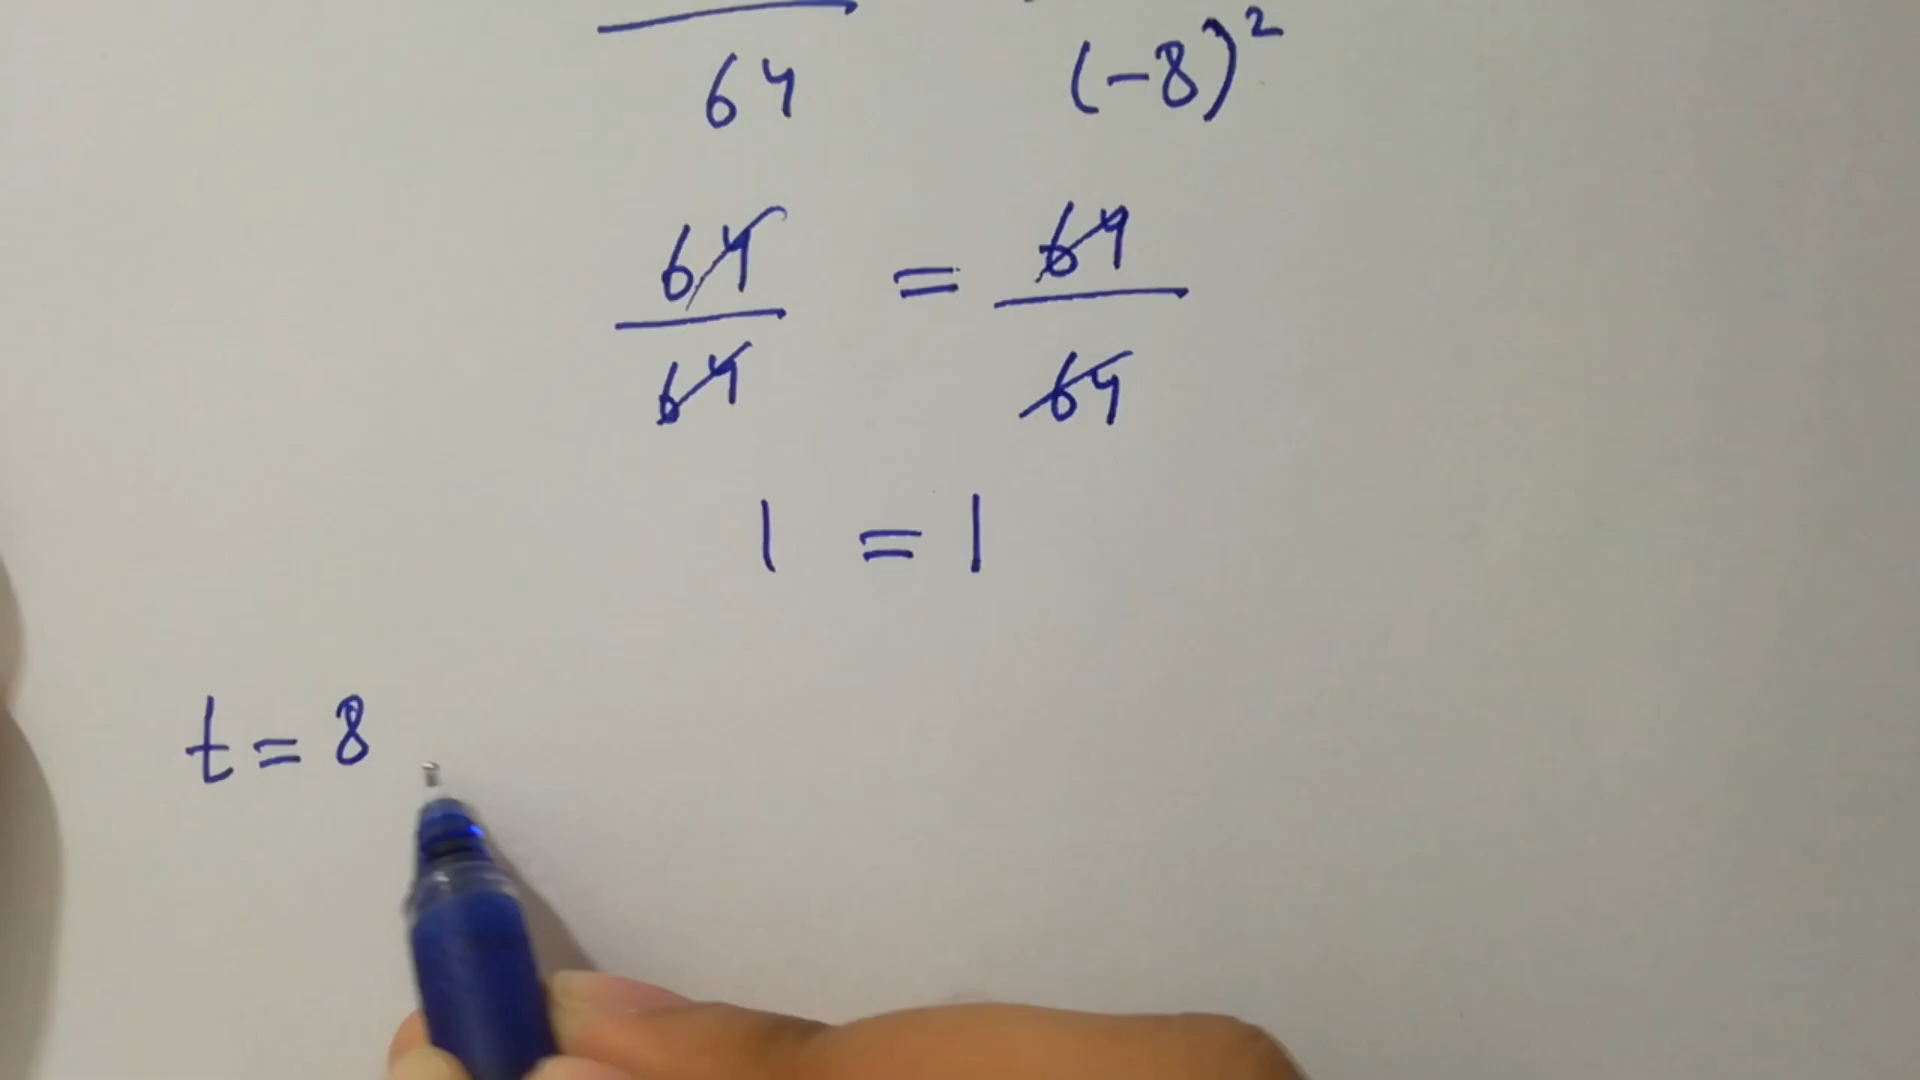 64 (-8)²
64/64 = 64/64
1 = 1
t = 8